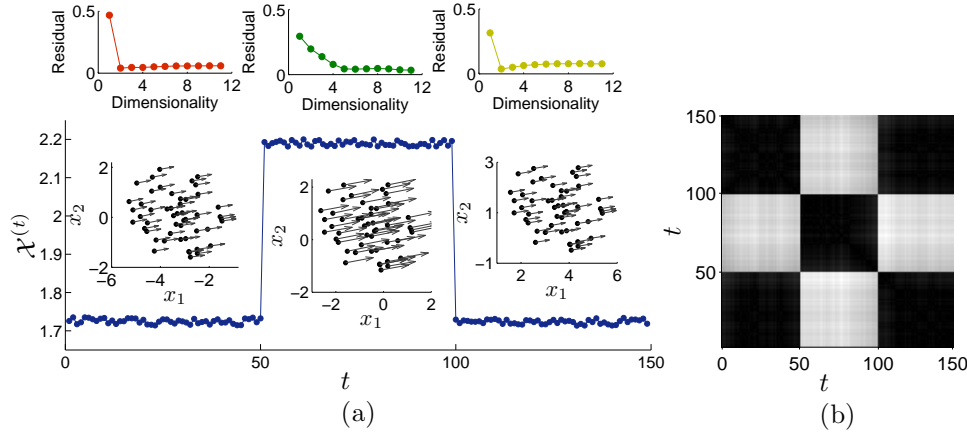 0.5
0
Residual
0 4 8 12
Dimensionality
0.5
0
Residual
0 4 8 12
Dimensionality
0.5
0
Residual
0 4 8 12
Dimensionality
2.2
2.1
2
1.9
1.8
1.7
𝒳^(t)
0 50 100 150
t
2
0
−2
x₂
−6 −4 −2
x₁
2
0
−2
x₂
−2 0 2
x₁
3
1
−1
x₂
2 4 6
x₁
(a)
150
100
50
t
0 50 100 150
t
(b)